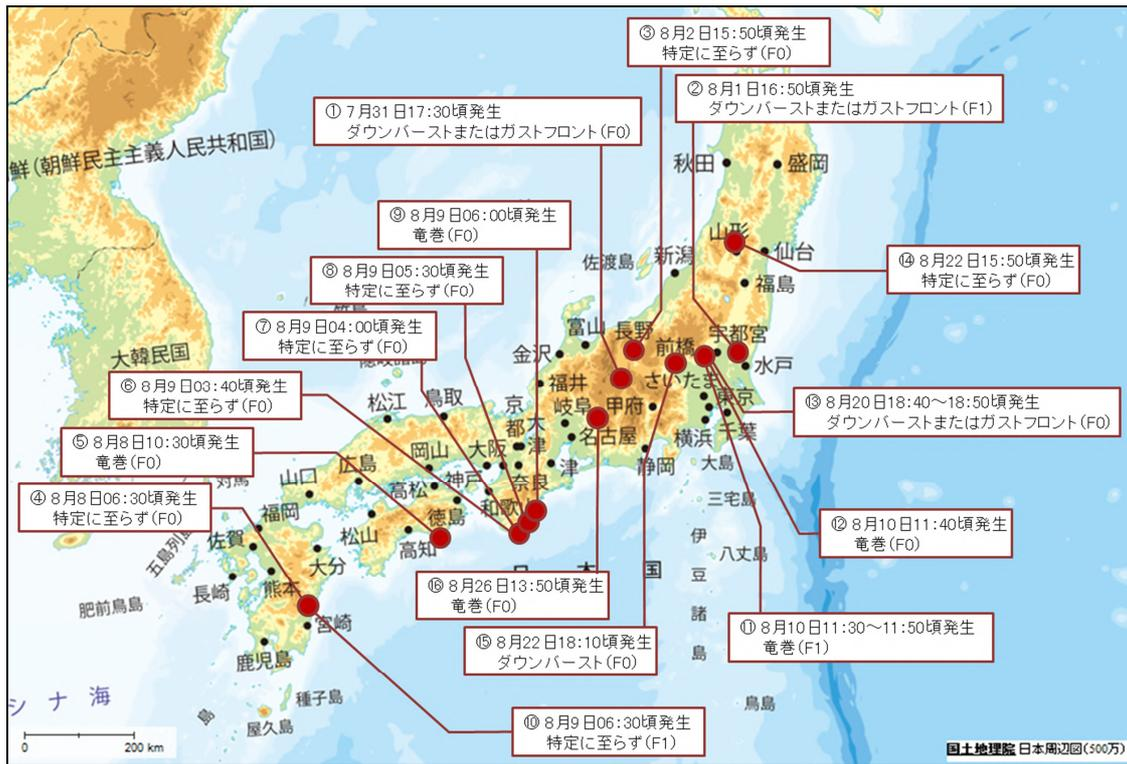 ③ 8月2日15:50頃発生
特定に至らず(F0)
② 8月1日16:50頃発生
ダウンバーストまたはガストフロント(F1)
① 7月31日17:30頃発生
ダウンバーストまたはガストフロント(F0)
鮮(朝鮮民主主義人民共和国)
秋田
盛岡
⑨ 8月9日06:00頃発生
竜巻(F0)
山形
仙台
⑧ 8月9日05:30頃発生
特定に至らず(F0)
佐渡島
新潟
⑭ 8月22日15:50頃発生
特定に至らず(F0)
福島
⑦ 8月9日04:00頃発生
特定に至らず(F0)
大韓民国
富山
長野
前橋
宇都宮
水戸
金沢
⑥ 8月9日03:40頃発生
特定に至らず(F0)
福井
さいたま
松江
鳥取
京都
岐阜
甲府
東京
⑬ 8月20日18:40～18:50頃発生
ダウンバーストまたはガストフロント(F0)
⑤ 8月8日10:30頃発生
竜巻(F0)
岡山
大阪
大津
名古屋
横浜
千葉
津
静岡
大島
山口
広島
高松
神戸
奈良
三宅島
④ 8月8日06:30頃発生
特定に至らず(F0)
対馬
福岡
徳島
和歌山
⑫ 8月10日11:40頃発生
竜巻(F0)
佐賀
松山
高知
伊豆諸島
八丈島
五島列島
大分
日本国
長崎
熊本
⑯ 8月26日13:50頃発生
竜巻(F0)
肥前鳥島
宮崎
⑪ 8月10日11:30～11:50頃発生
竜巻(F1)
⑮ 8月22日18:10頃発生
ダウンバースト(F0)
鹿児島
シナ海
種子島
鳥島
島
屋久島
⑩ 8月9日06:30頃発生
特定に至らず(F1)
0 200 km
国土地理院 日本周辺図(500万)